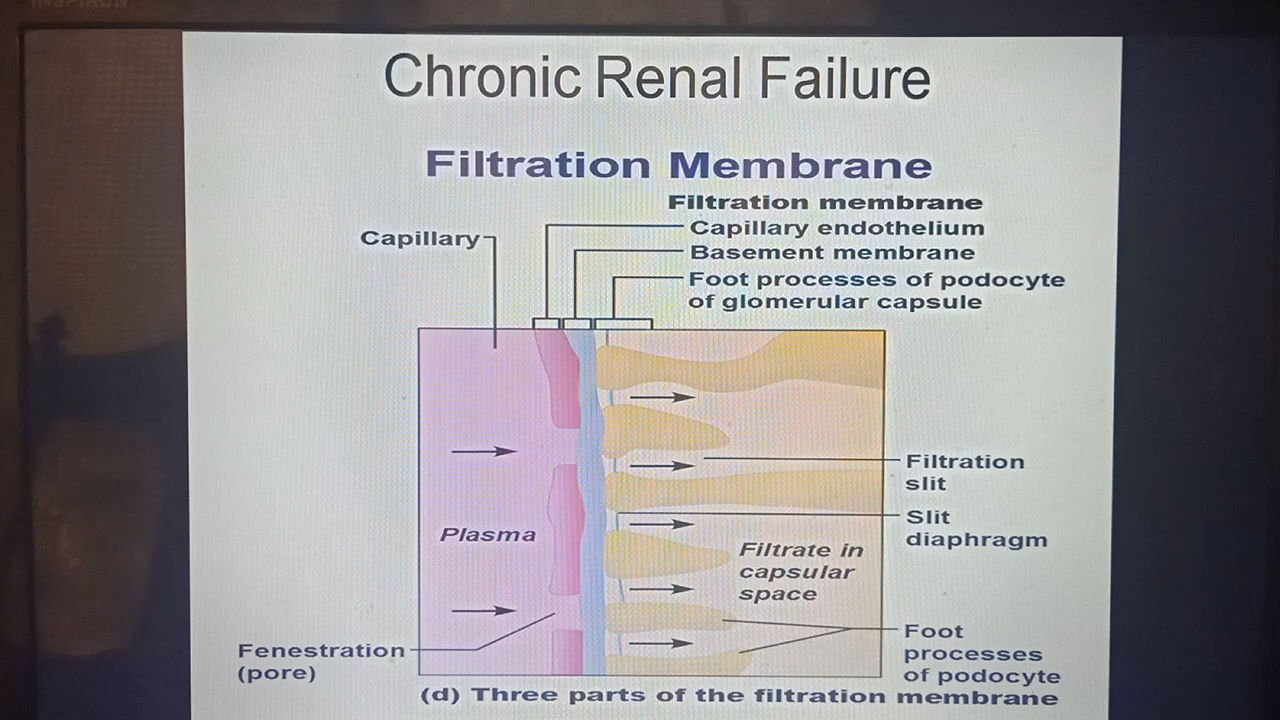 INSPIRON
Chronic Renal Failure
Filtration Membrane
Filtration membrane
Capillary endothelium
Capillary
Basement membrane
Foot processes of podocyte
of glomerular capsule
Filtration
slit
Slit
diaphragm
Plasma
Filtrate in
capsular
space
Foot
processes
of podocyte
Fenestration
(pore)
(d) Three parts of the filtration membrane